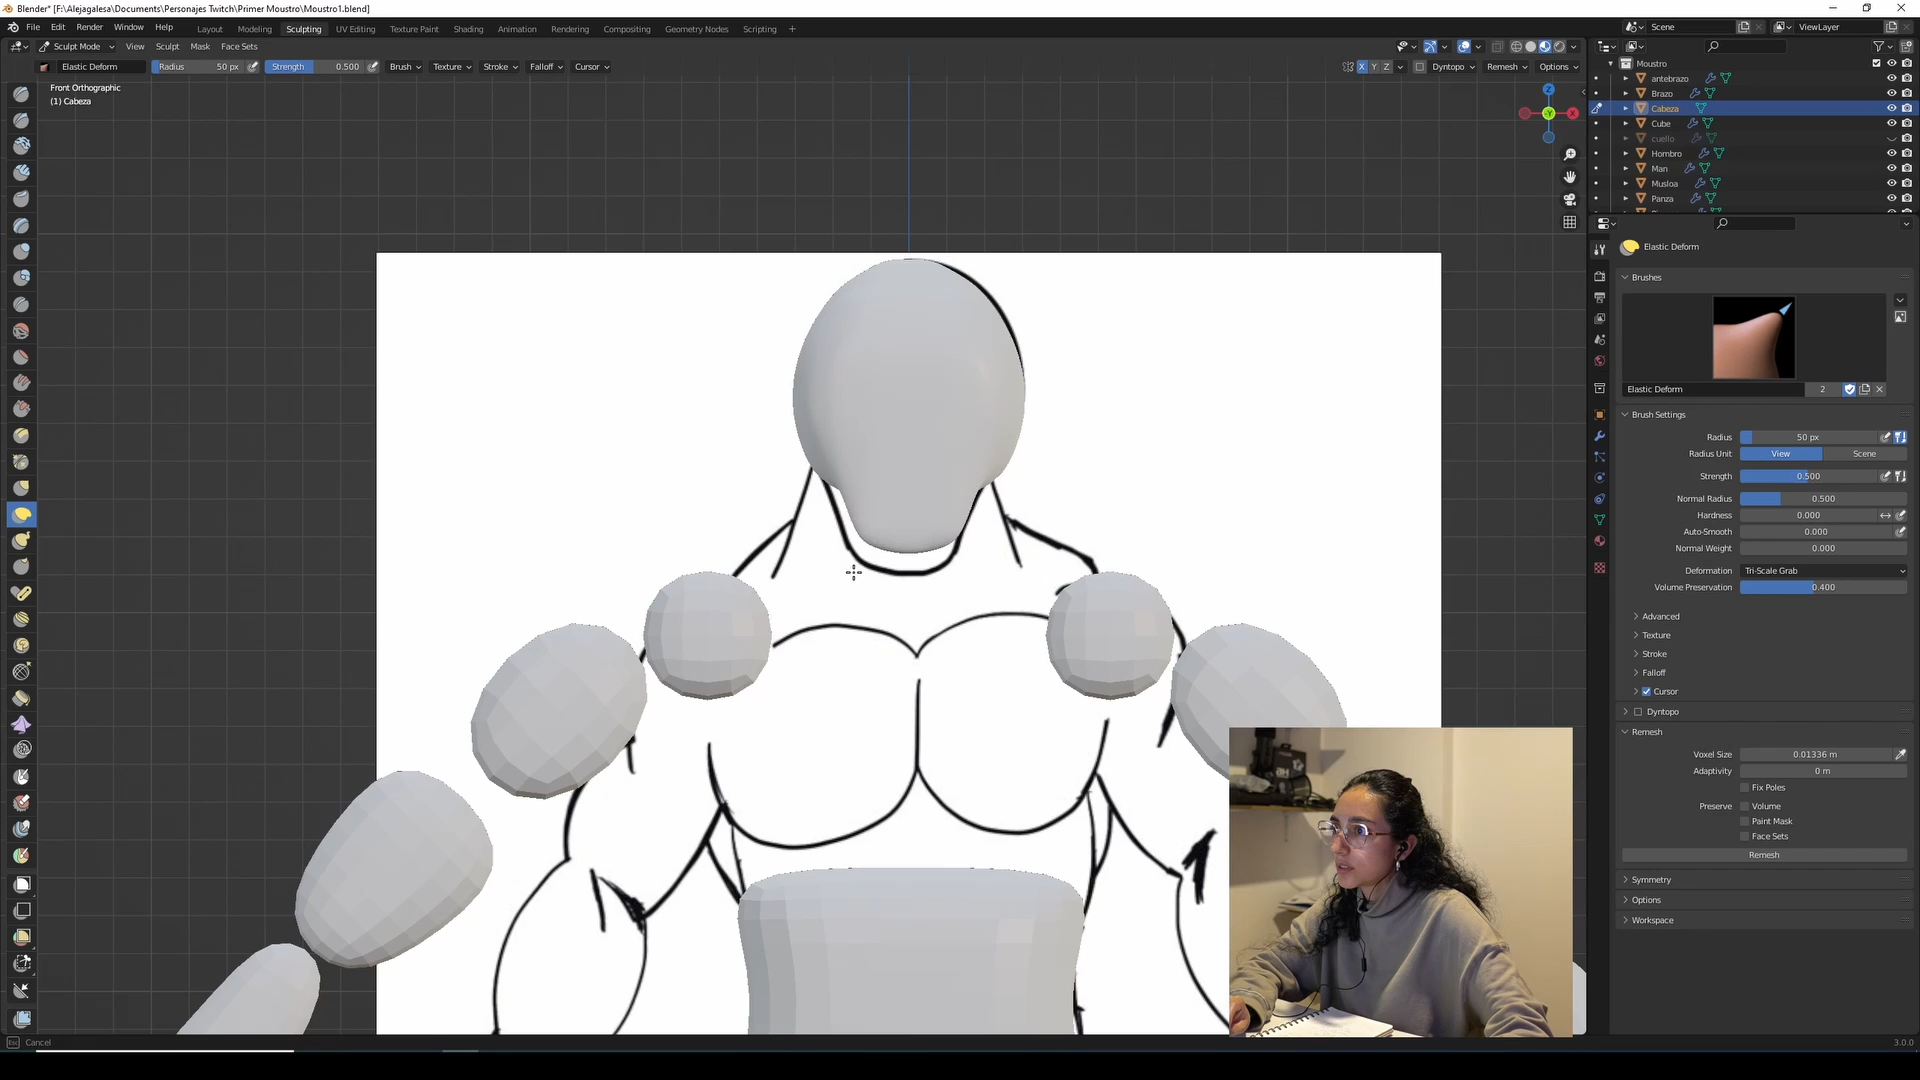 Blender* [F:\Alejagalesa\Documents\Personajes Twitch\Primer Moustro\Moustro1.blend]
File Edit Render Window Help Layout Modeling Sculpting UV Editing Texture Paint Shading Animation Rendering Compositing Geometry Nodes Scripting + Scene ViewLayer
Sculpt Mode View Sculpt Mask Face Sets
Elastic Deform Radius 50 px Strength 0.500 Brush Texture Stroke Falloff Cursor X Y Z Dyntopo Remesh Options
Front Orthographic
(1) Cabeza
Z
Y
X
Moustro
antebrazo
Brazo
Cabeza
Cube
cuello
Hombro
Man
Musloa
Panza
Elastic Deform
Brushes
Elastic Deform 2
Brush Settings
Radius 50 px
Radius Unit View Scene
Strength 0.500
Normal Radius 0.500
Hardness 0.000
Auto-Smooth 0.000
Normal Weight 0.000
Deformation Tri-Scale Grab
Volume Preservation 0.400
Advanced
Texture
Stroke
Falloff
Cursor
Dyntopo
Remesh
Voxel Size 0.01336 m
Adaptivity 0 m
Fix Poles
Preserve Volume
Paint Mask
Face Sets
Remesh
Symmetry
Options
Workspace
Esc Cancel
3.0.0